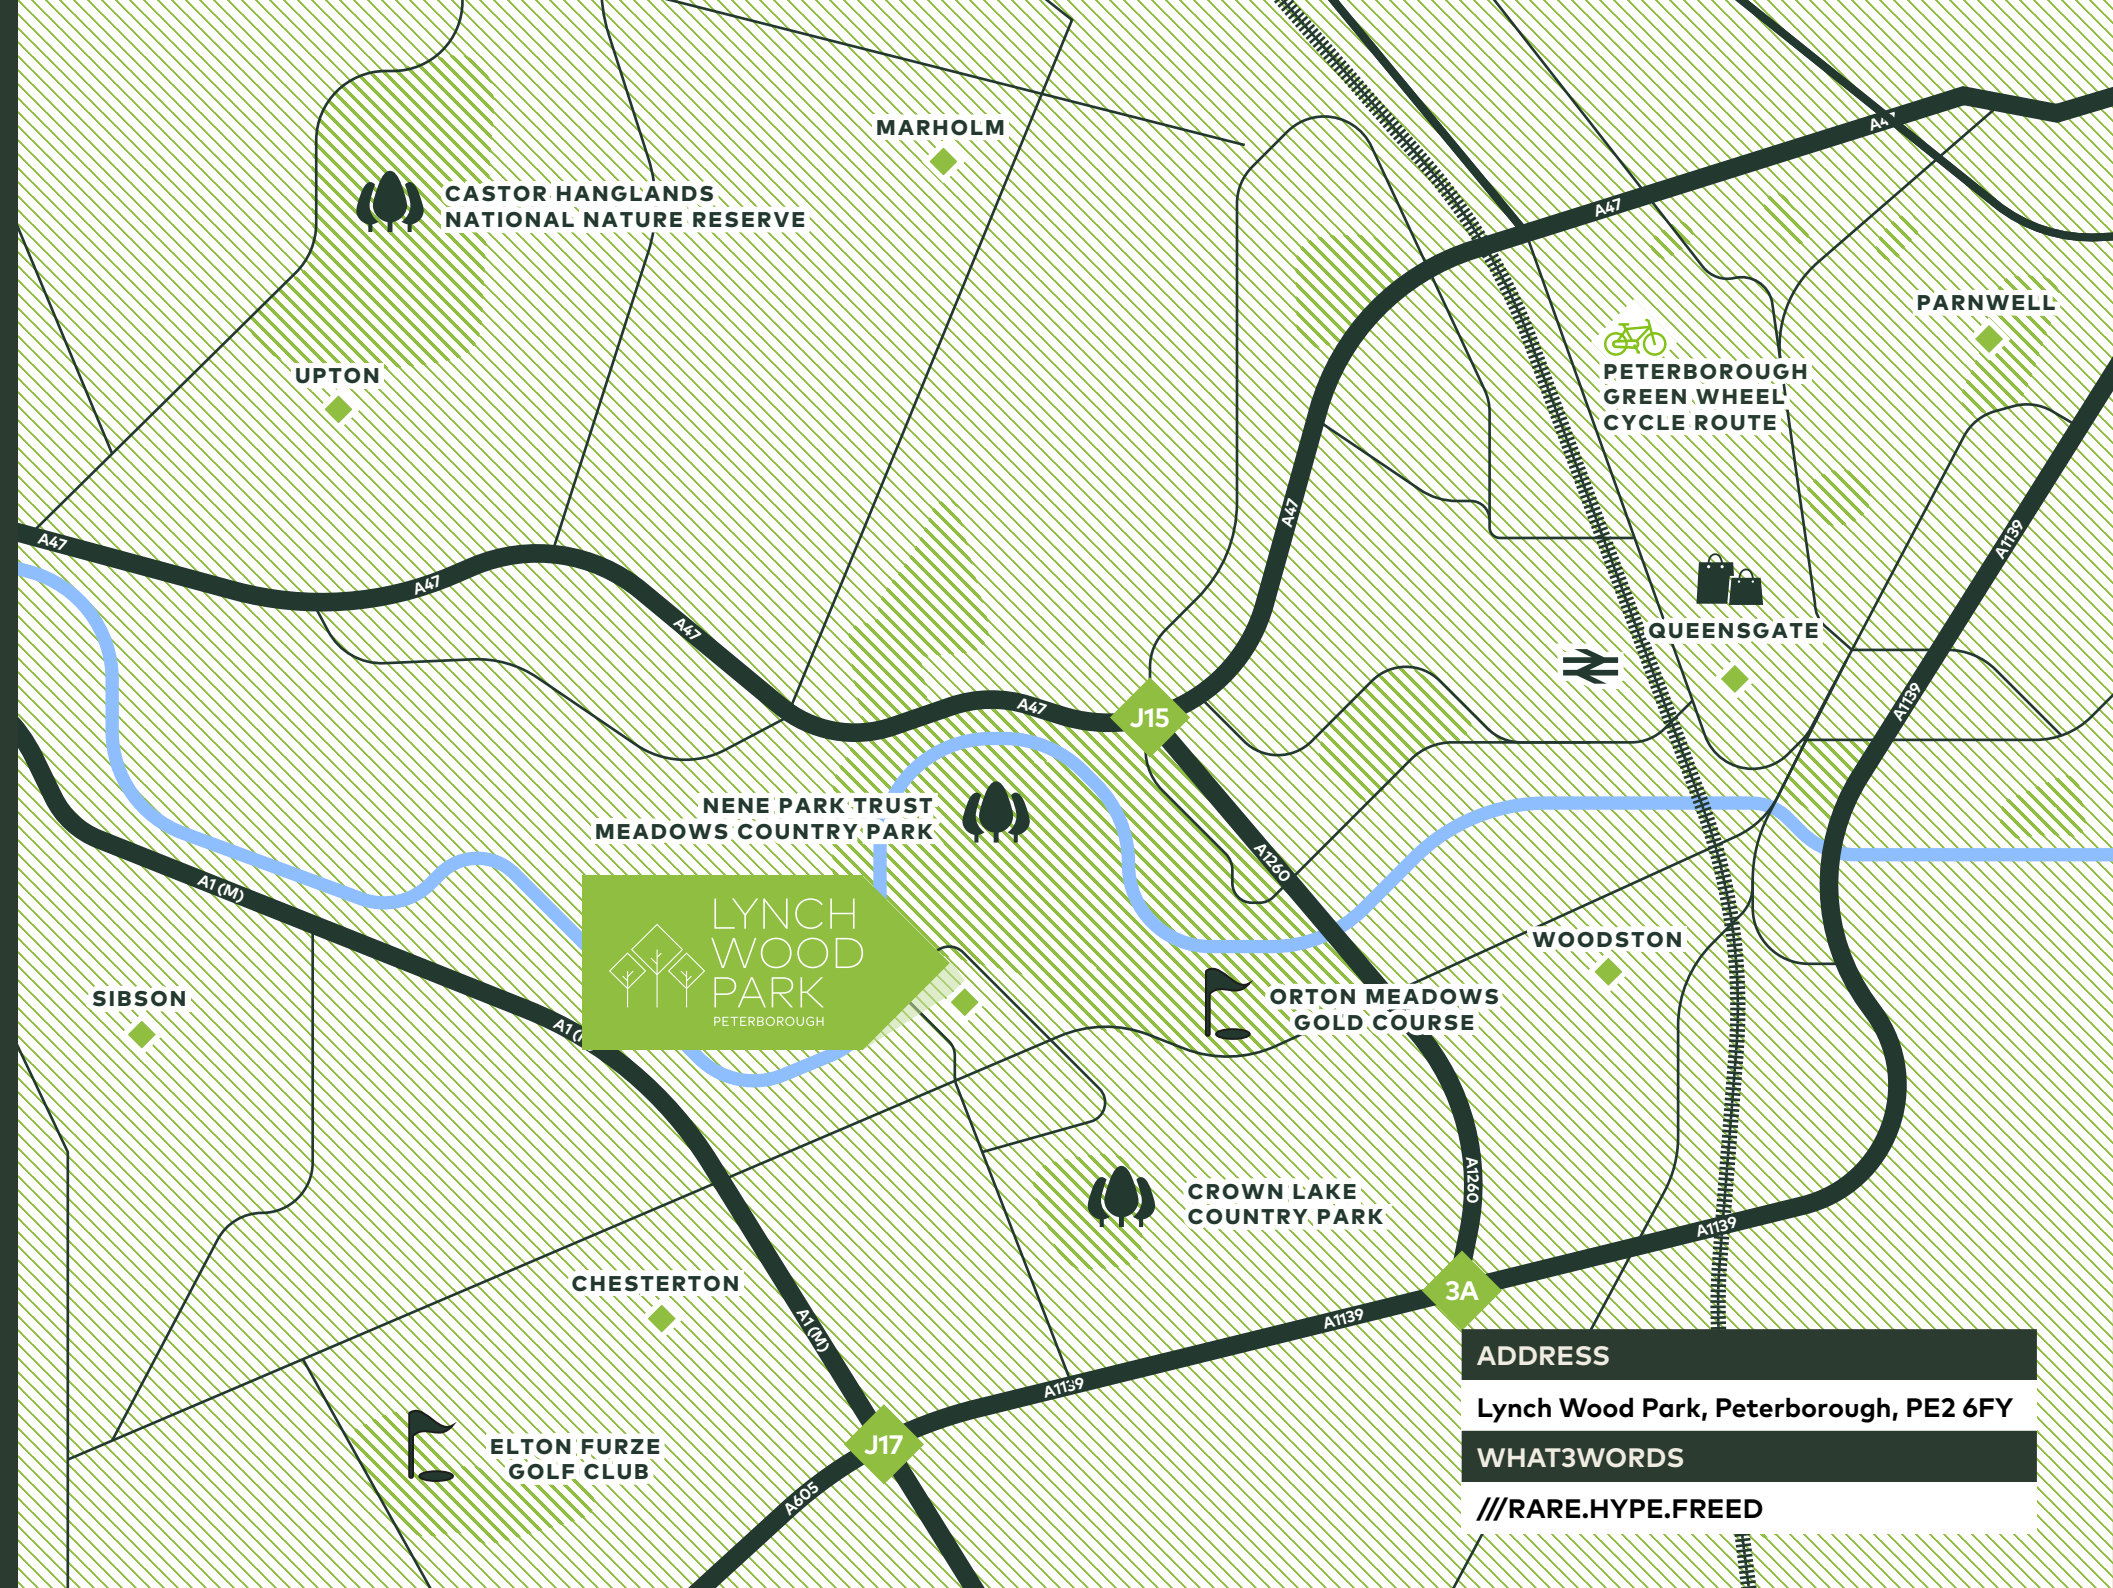 MARHOLM
A47
CASTOR HANGLANDS
NATIONAL NATURE RESERVE
A47
PARNWELL
PETERBOROUGH
GREEN WHEEL
CYCLE ROUTE
UPTON
A47
A47
A1139
A47
A47
QUEENSGATE
A47
A47
J15
A1139
NENE PARK TRUST
MEADOWS COUNTRY PARK
A1260
A1(M)
LYNCH
WOOD
PARK
PETERBOROUGH
WOODSTON
SIBSON
ORTON MEADOWS
GOLD COURSE
A1(
CROWN LAKE
COUNTRY PARK
A1260
A1139
CHESTERTON
3A
A1(M)
A1139
A1139
ADDRESS
Lynch Wood Park, Peterborough, PE2 6FY
WHAT3WORDS
///RARE.HYPE.FREED
ELTON FURZE
GOLF CLUB
J17
A605